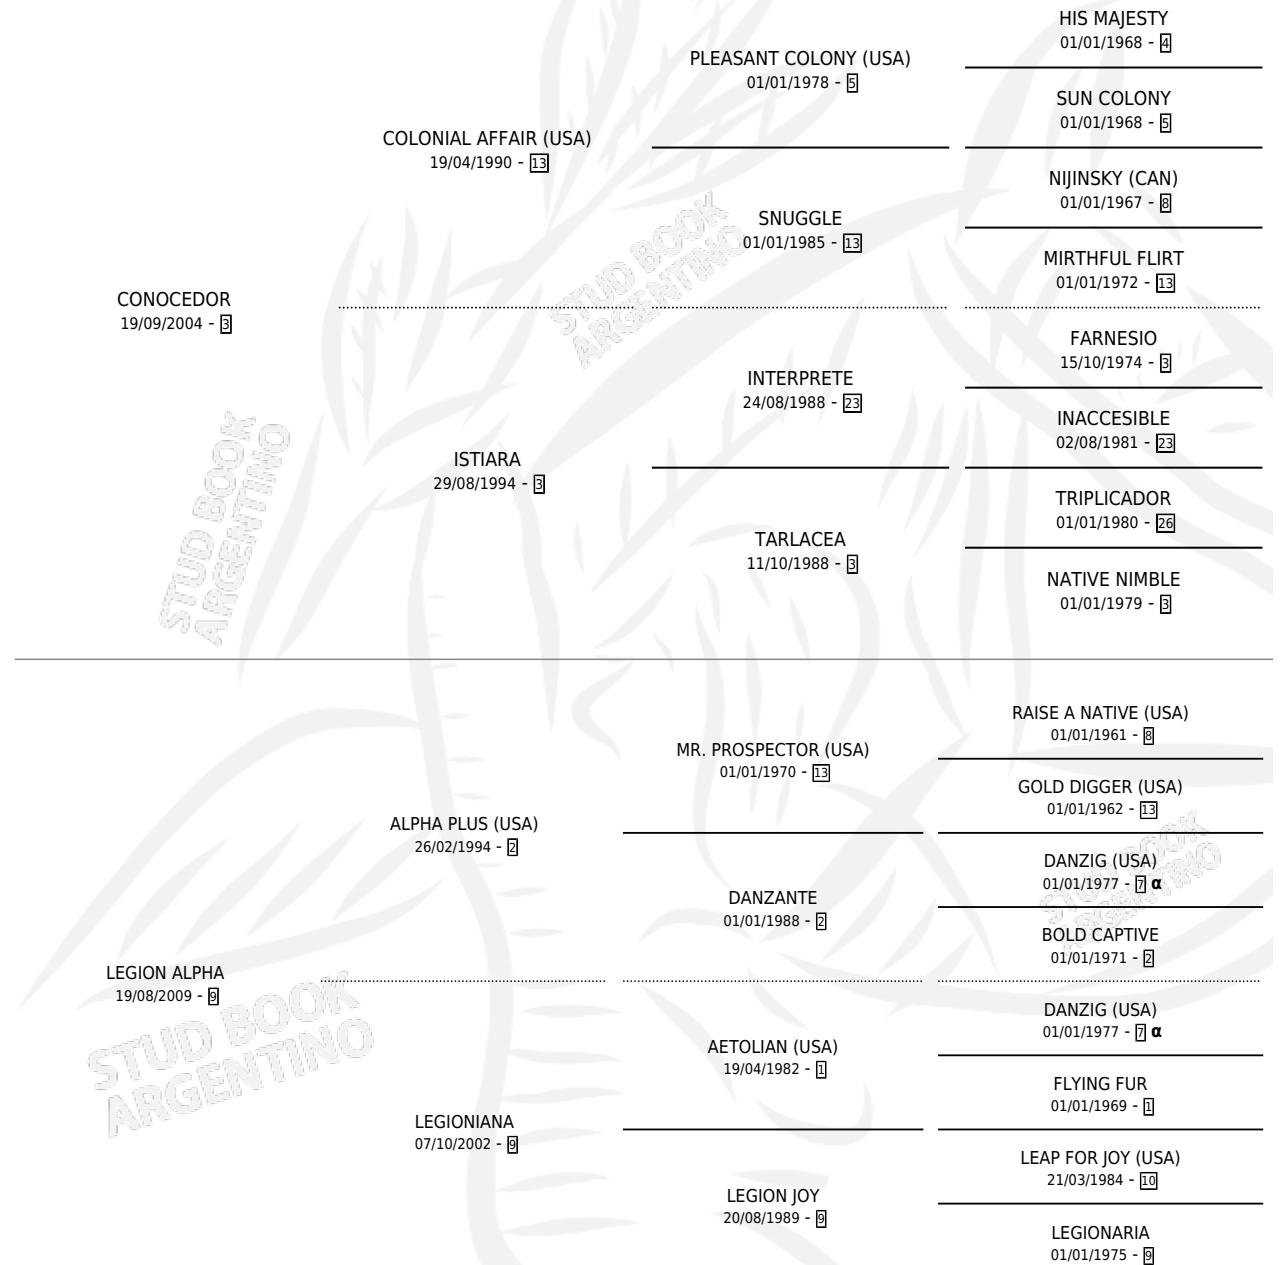 HIS MAJESTY
01/01/1968 - 4
PLEASANT COLONY (USA)
01/01/1978 - 5
SUN COLONY
01/01/1968 - 5
COLONIAL AFFAIR (USA)
19/04/1990 - 13
NIJINSKY (CAN)
01/01/1967 - 8
SNUGGLE
01/01/1985 - 13
MIRTHFUL FLIRT
01/01/1972 - 13
CONOCEDOR
19/09/2004 - 3
FARNESIO
15/10/1974 - 3
INTERPRETE
24/08/1988 - 23
INACCESIBLE
02/08/1981 - 23
ISTIARA
29/08/1994 - 3
TRIPLICADOR
01/01/1980 - 26
TARLACEA
11/10/1988 - 3
NATIVE NIMBLE
01/01/1979 - 3
RAISE A NATIVE (USA)
01/01/1961 - 8
MR. PROSPECTOR (USA)
01/01/1970 - 13
GOLD DIGGER (USA)
01/01/1962 - 13
ALPHA PLUS (USA)
26/02/1994 - 2
DANZIG (USA)
01/01/1977 - 7 α
DANZANTE
01/01/1988 - 2
BOLD CAPTIVE
01/01/1971 - 2
LEGION ALPHA
19/08/2009 - 9
DANZIG (USA)
01/01/1977 - 7 α
AETOLIAN (USA)
19/04/1982 - 1
FLYING FUR
01/01/1969 - 1
LEGIONIANA
07/10/2002 - 9
LEAP FOR JOY (USA)
21/03/1984 - 10
LEGION JOY
20/08/1989 - 9
LEGIONARIA
01/01/1975 - 9
STUD BOOK
ARGENTINO
STUD BOOK
ARGENTINO
STUD BOOK
ARGENTINO
STUD BOOK
ARGENTINO